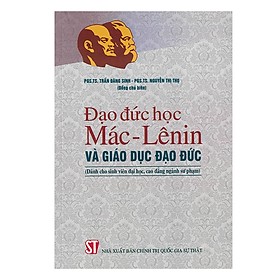 PGS.TS. TRẦN ĐĂNG SINH - PGS.TS. NGUYỄN THỊ THỌ
(Đồng chủ biên)
Đạo đức học
Mác-Lênin
VÀ GIÁO DỤC ĐẠO ĐỨC
(Dành cho sinh viên đại học, cao đẳng ngành sư phạm)
ST
NHÀ XUẤT BẢN CHÍNH TRỊ QUỐC GIA SỰ THẬT